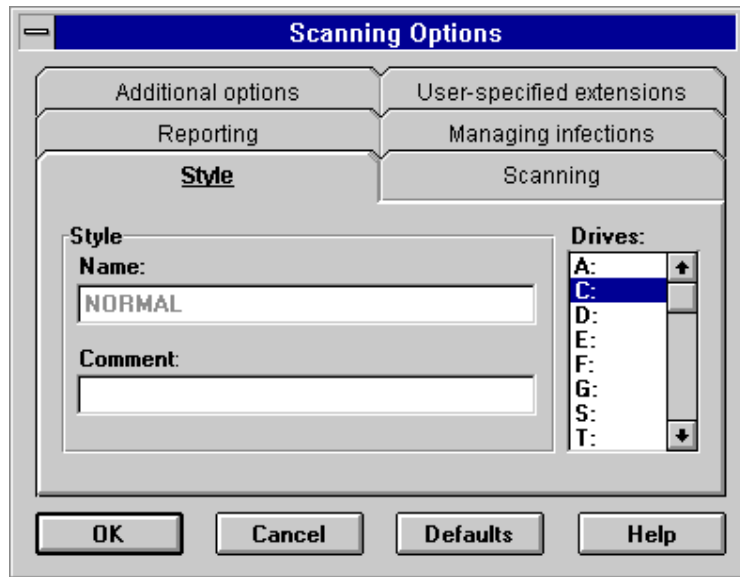 Scanning Options
Additional options
User-specified extensions
Reporting
Managing infections
Style
Scanning
Style
Name:
NORMAL
Comment:
Drives:
A:
C:
D:
E:
F:
G:
S:
T:
OK
Cancel
Defaults
Help